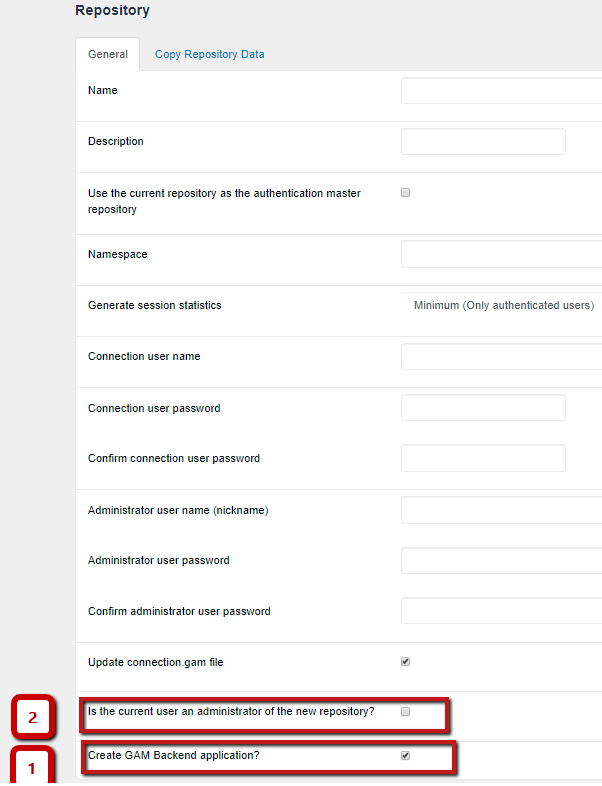 Repository
General Copy Repository Data
Name
Description
Use the current repository as the authentication master
repository
Namespace
Generate session statistics Minimum (Only authenticated users)
Connection user name
Connection user password
Confirm connection user password
Administrator user name (nickname)
Administrator user password
Confirm administrator user password
Update connection.gam file
2 Is the current user an administrator of the new repository?
1 Create GAM Backend application?